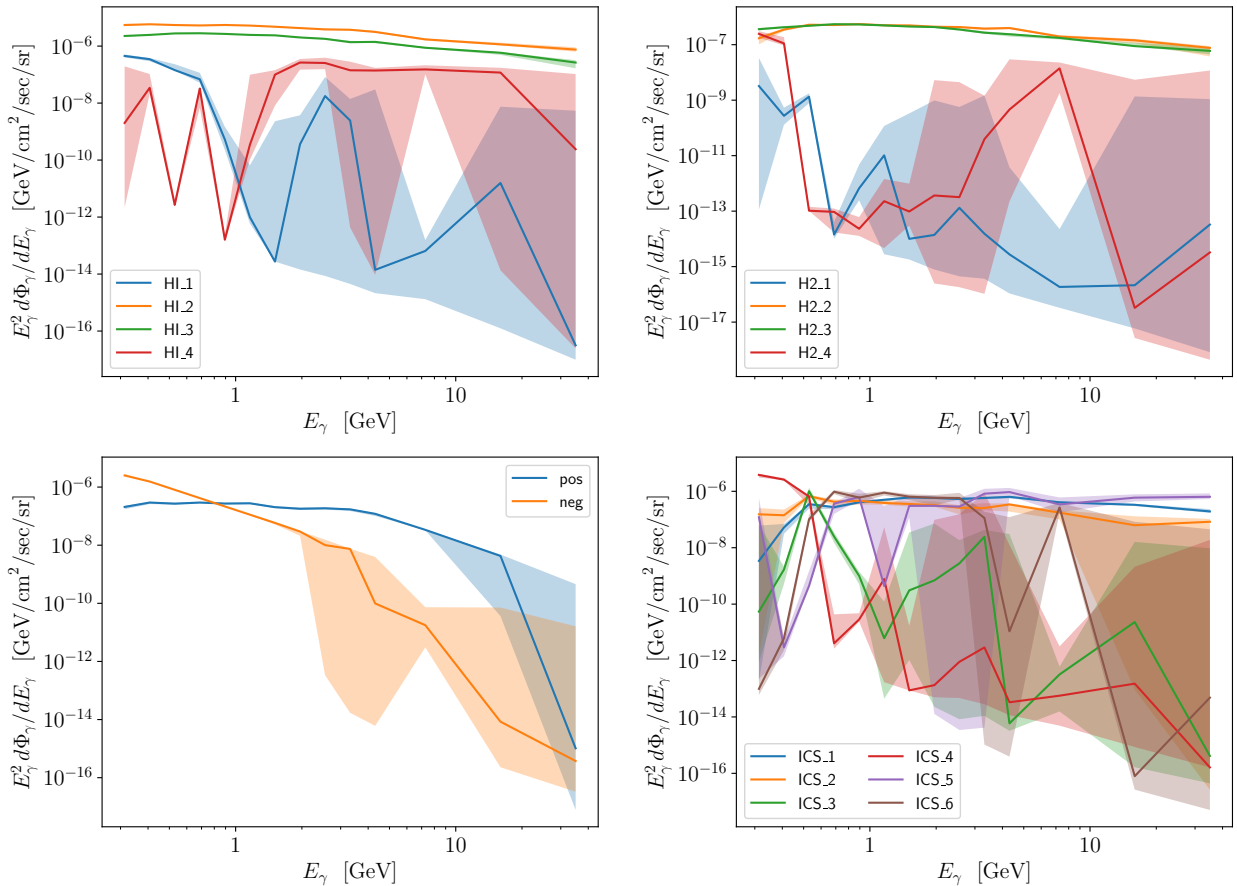 E_γ^2 dΦ_γ/dE_γ [GeV/cm^2/sec/sr]
10^{-6}
10^{-8}
10^{-10}
10^{-12}
10^{-14}
10^{-16}
HI_1
HI_2
HI_3
HI_4
1 10
E_γ [GeV]
E_γ^2 dΦ_γ/dE_γ [GeV/cm^2/sec/sr]
10^{-7}
10^{-9}
10^{-11}
10^{-13}
10^{-15}
10^{-17}
H2_1
H2_2
H2_3
H2_4
1 10
E_γ [GeV]
E_γ^2 dΦ_γ/dE_γ [GeV/cm^2/sec/sr]
10^{-6}
10^{-8}
10^{-10}
10^{-12}
10^{-14}
10^{-16}
pos
neg
1 10
E_γ [GeV]
E_γ^2 dΦ_γ/dE_γ [GeV/cm^2/sec/sr]
10^{-6}
10^{-8}
10^{-10}
10^{-12}
10^{-14}
10^{-16}
ICS_1 ICS_4
ICS_2 ICS_5
ICS_3 ICS_6
1 10
E_γ [GeV]